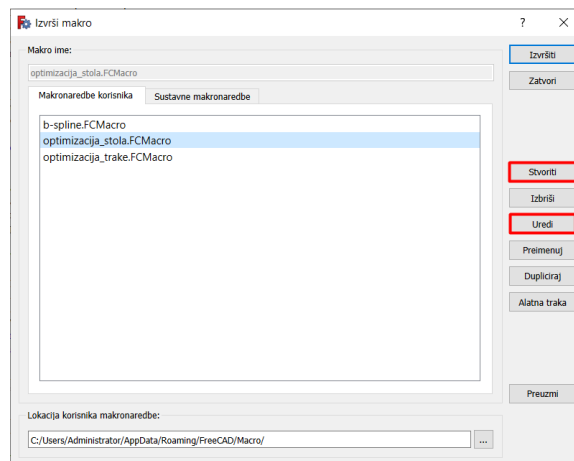 Izvrši makro
Makro ime:
optimizacija_stola.FCMacro
Makronaredbe korisnika
Sustavne makronaredbe
b-spline.FCMacro
optimizacija_stola.FCMacro
optimizacija_trake.FCMacro
Lokacija korisnika makronaredbe:
C:/Users/Administrator/AppData/Roaming/FreeCAD/Macro/
...
Izvršiti
Zatvori
Stvoriti
Izbriši
Uredi
Preimenuj
Dupliciraj
Alatna traka
Preuzmi